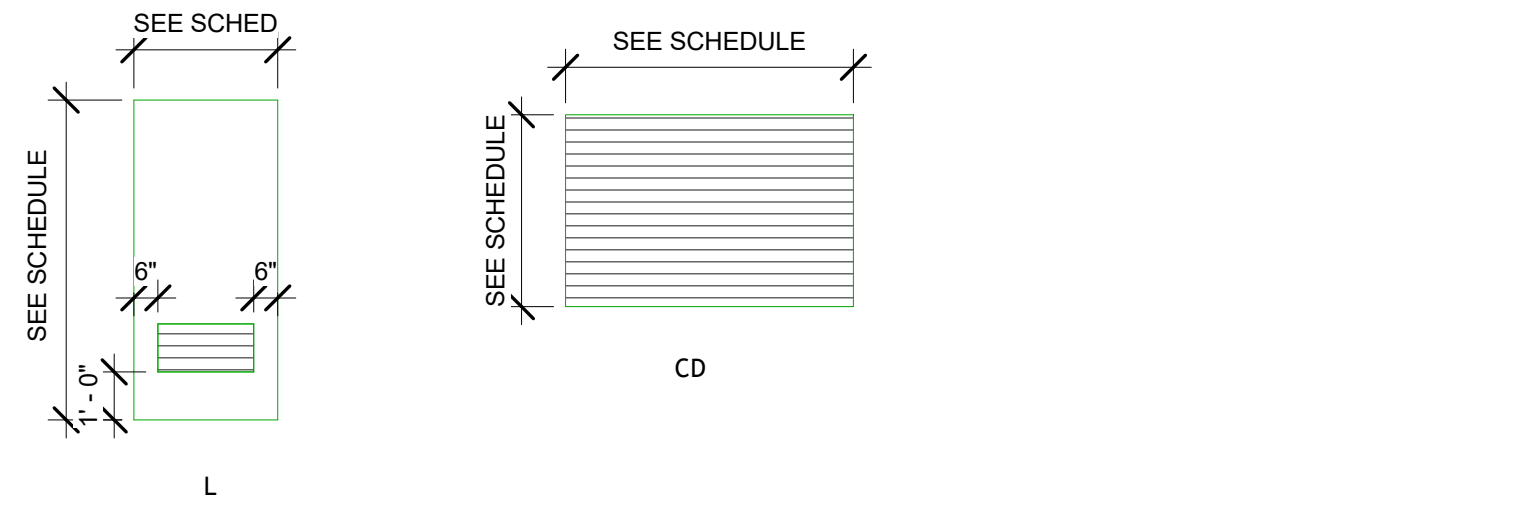 SEE SCHED
SEE SCHEDULE
6"
6"
1' - 0"
L
SEE SCHEDULE
SEE SCHEDULE
CD